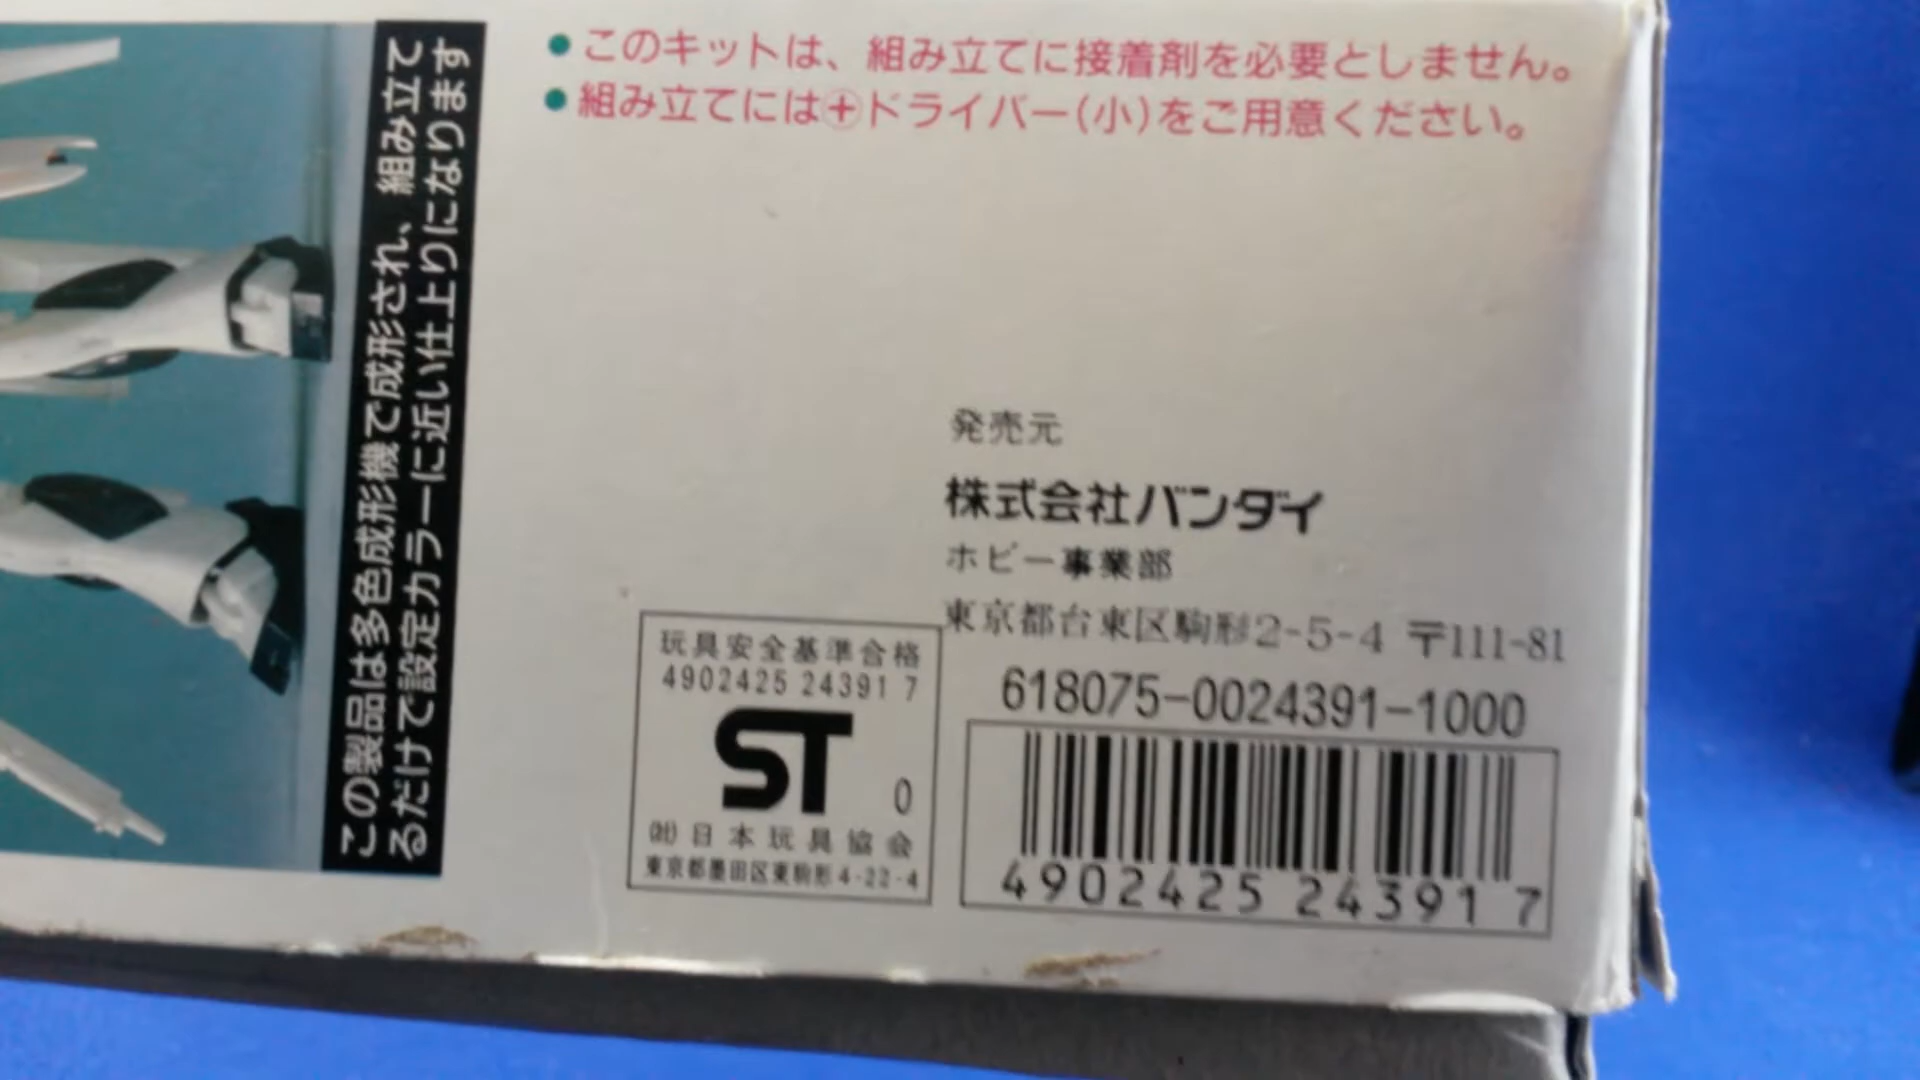 この製品は多色成形機で成形され、組み立て
るだけで設定カラーに近い仕上りになります
●このキットは、組み立てに接着剤を必要としません。
●組み立てには⊕ドライバー(小)をご用意ください。
発売元
株式会社バンダイ
ホビー事業部
東京都台東区駒形2-5-4 〒111-81
玩具安全基準合格
4902425 24391 7
ST 0
㈳日本玩具協会
東京都墨田区東駒形4-22-4
618075-0024391-1000
4902425 24391 7